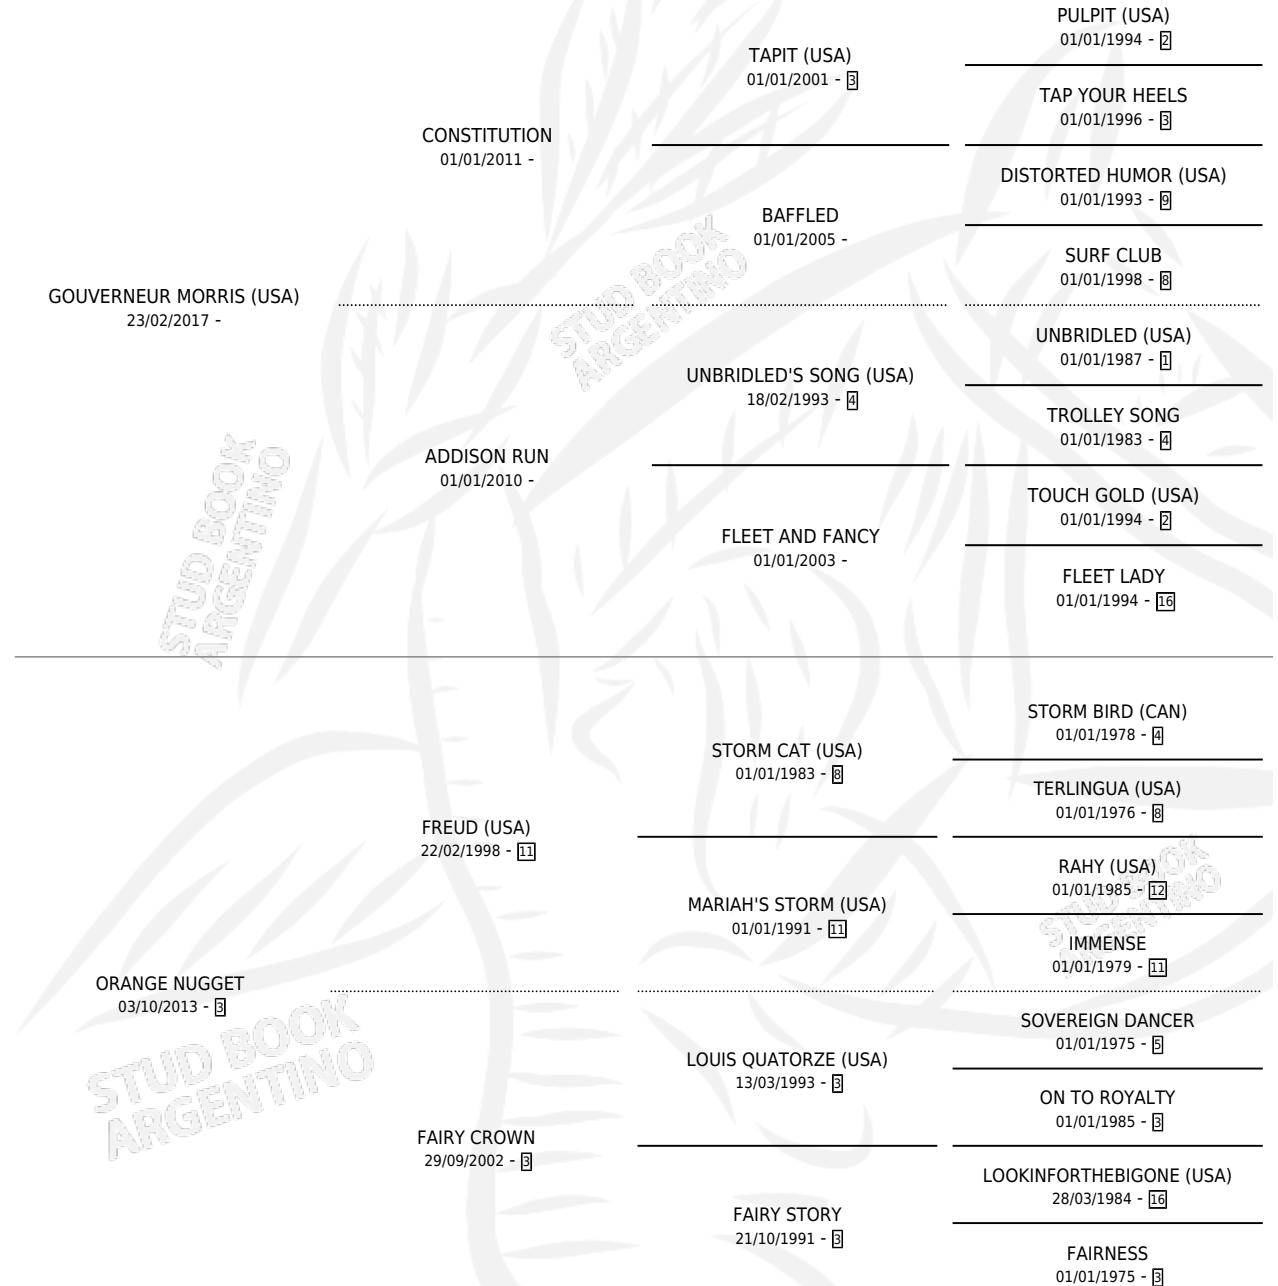 PULPIT (USA)
01/01/1994 - 2
TAPIT (USA)
01/01/2001 - 3
TAP YOUR HEELS
01/01/1996 - 3
CONSTITUTION
01/01/2011 -
DISTORTED HUMOR (USA)
01/01/1993 - 9
BAFFLED
01/01/2005 -
SURF CLUB
01/01/1998 - 8
GOUVERNEUR MORRIS (USA)
23/02/2017 -
UNBRIDLED (USA)
01/01/1987 - 1
UNBRIDLED'S SONG (USA)
18/02/1993 - 4
TROLLEY SONG
01/01/1983 - 4
ADDISON RUN
01/01/2010 -
TOUCH GOLD (USA)
01/01/1994 - 2
FLEET AND FANCY
01/01/2003 -
FLEET LADY
01/01/1994 - 16
STORM BIRD (CAN)
01/01/1978 - 4
STORM CAT (USA)
01/01/1983 - 8
TERLINGUA (USA)
01/01/1976 - 8
FREUD (USA)
22/02/1998 - 11
RAHY (USA)
01/01/1985 - 12
MARIAH'S STORM (USA)
01/01/1991 - 11
IMMENSE
01/01/1979 - 11
ORANGE NUGGET
03/10/2013 - 3
SOVEREIGN DANCER
01/01/1975 - 5
LOUIS QUATORZE (USA)
13/03/1993 - 3
ON TO ROYALTY
01/01/1985 - 3
FAIRY CROWN
29/09/2002 - 3
LOOKINFORTHEBIGONE (USA)
28/03/1984 - 16
FAIRY STORY
21/10/1991 - 3
FAIRNESS
01/01/1975 - 3
STUD BOOK
ARGENTINO
STUD BOOK
ARGENTINO
STUD BOOK
ARGENTINO
STUD BOOK
ARGENTINO